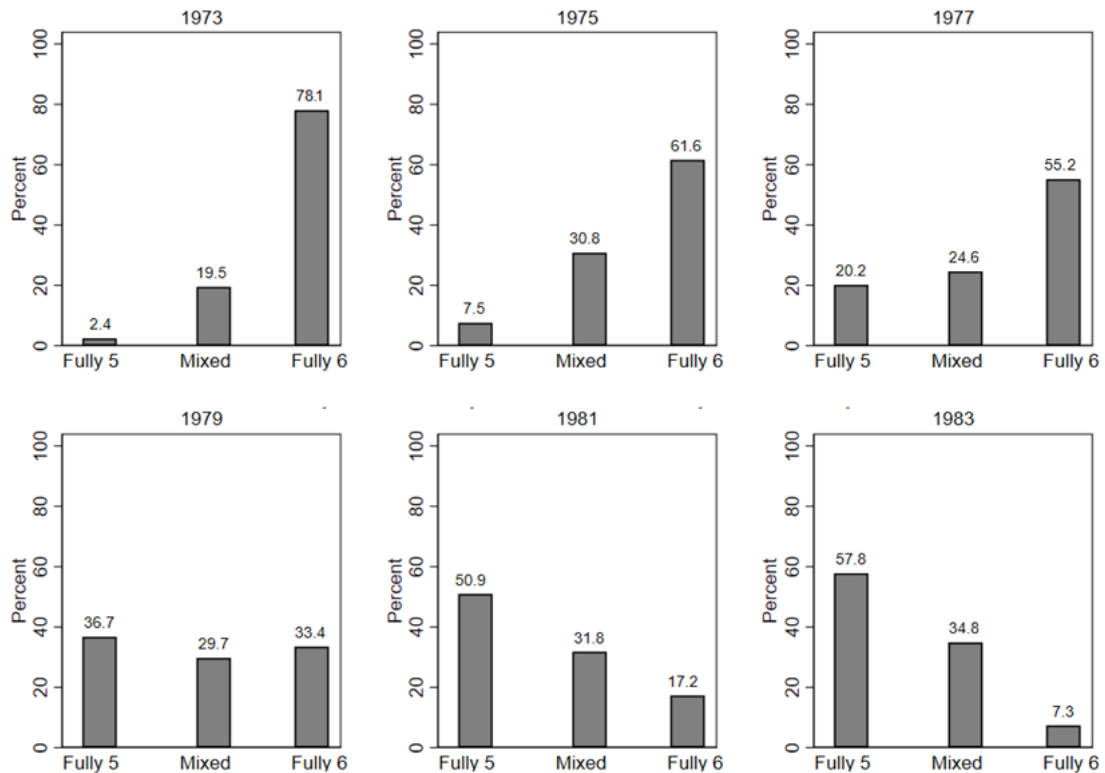 1973
1975
1977
Percent
0
20
40
60
80
100
2.4
19.5
78.1
Fully 5
Mixed
Fully 6
Percent
0
20
40
60
80
100
7.5
30.8
61.6
Fully 5
Mixed
Fully 6
Percent
0
20
40
60
80
100
20.2
24.6
55.2
Fully 5
Mixed
Fully 6
1979
1981
1983
Percent
0
20
40
60
80
100
36.7
29.7
33.4
Fully 5
Mixed
Fully 6
Percent
0
20
40
60
80
100
50.9
31.8
17.2
Fully 5
Mixed
Fully 6
Percent
0
20
40
60
80
100
57.8
34.8
7.3
Fully 5
Mixed
Fully 6